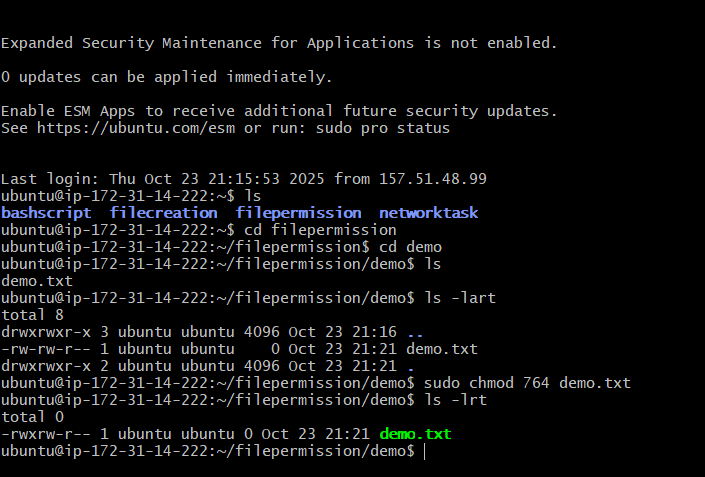 Expanded Security Maintenance for Applications is not enabled.
0 updates can be applied immediately.
Enable ESM Apps to receive additional future security updates.
See https://ubuntu.com/esm or run: sudo pro status
Last login: Thu Oct 23 21:15:53 2025 from 157.51.48.99
ubuntu@ip-172-31-14-222:~$ ls
bashscript  filecreation  filepermission  networktask
ubuntu@ip-172-31-14-222:~$ cd filepermission
ubuntu@ip-172-31-14-222:~/filepermission$ cd demo
ubuntu@ip-172-31-14-222:~/filepermission/demo$ ls
demo.txt
ubuntu@ip-172-31-14-222:~/filepermission/demo$ ls -lart
total 8
drwxrwxr-x 3 ubuntu ubuntu 4096 Oct 23 21:16 ..
-rw-rw-r-- 1 ubuntu ubuntu    0 Oct 23 21:21 demo.txt
drwxrwxr-x 2 ubuntu ubuntu 4096 Oct 23 21:21 .
ubuntu@ip-172-31-14-222:~/filepermission/demo$ sudo chmod 764 demo.txt
ubuntu@ip-172-31-14-222:~/filepermission/demo$ ls -lrt
total 0
-rwxrw-r-- 1 ubuntu ubuntu 0 Oct 23 21:21 demo.txt
ubuntu@ip-172-31-14-222:~/filepermission/demo$